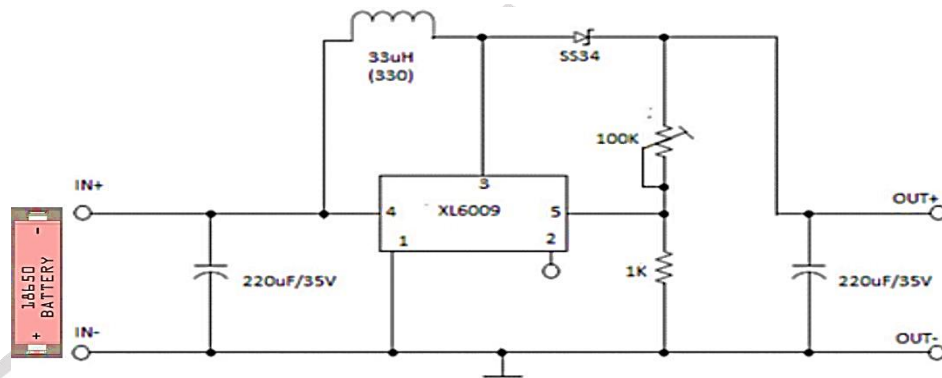 33uH
(330)
SS34
100K
IN+
3
XL6009
4
5
1
2
OUT+
-
18650
BATTERY
+
220uF/35V
1K
220uF/35V
IN-
OUT-